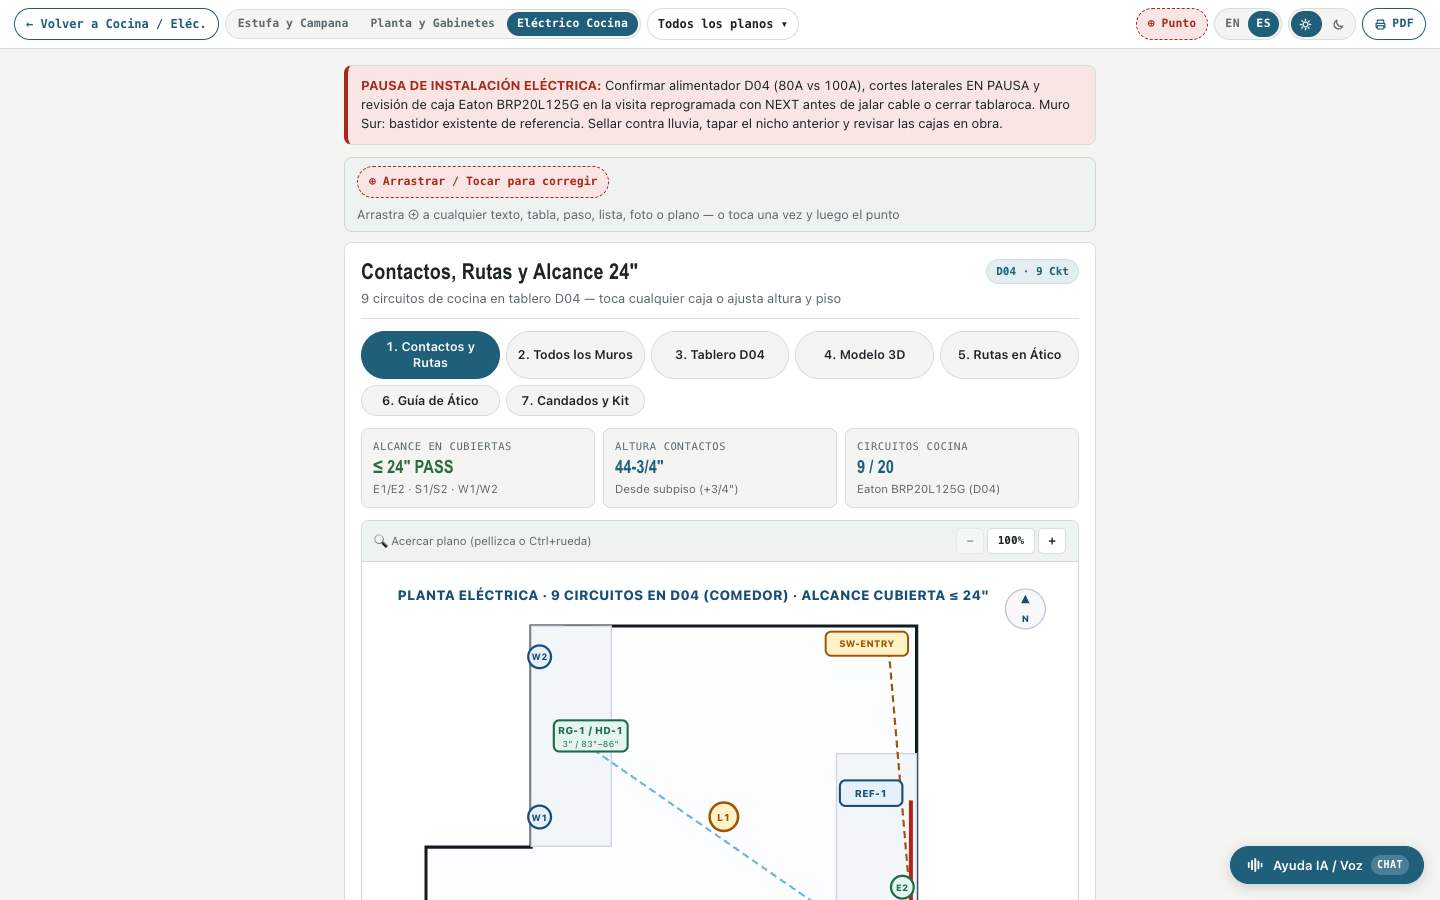 ← Volver a Cocina / Eléc.
Estufa y Campana
Planta y Gabinetes
Eléctrico Cocina
Todos los planos ▾
⊕ Punto
EN
ES
PDF
PAUSA DE INSTALACIÓN ELÉCTRICA: Confirmar alimentador D04 (80A vs 100A), cortes laterales EN PAUSA y
revisión de caja Eaton BRP20L125G en la visita reprogramada con NEXT antes de jalar cable o cerrar tablaroca. Muro
Sur: bastidor existente de referencia. Sellar contra lluvia, tapar el nicho anterior y revisar las cajas en obra.
⊕ Arrastrar / Tocar para corregir
Arrastra ⊕ a cualquier texto, tabla, paso, lista, foto o plano — o toca una vez y luego el punto
Contactos, Rutas y Alcance 24"
D04 · 9 Ckt
9 circuitos de cocina en tablero D04 — toca cualquier caja o ajusta altura y piso
1. Contactos y
Rutas
2. Todos los Muros
3. Tablero D04
4. Modelo 3D
5. Rutas en Ático
6. Guía de Ático
7. Candados y Kit
ALCANCE EN CUBIERTAS
≤ 24" PASS
E1/E2 · S1/S2 · W1/W2
ALTURA CONTACTOS
44-3/4"
Desde subpiso (+3/4")
CIRCUITOS COCINA
9 / 20
Eaton BRP20L125G (D04)
🔍 Acercar plano (pellizca o Ctrl+rueda)
−
100%
+
PLANTA ELÉCTRICA · 9 CIRCUITOS EN D04 (COMEDOR) · ALCANCE CUBIERTA ≤ 24"
▲
N
SW-ENTRY
W2
RG-1 / HD-1
3" / 83"–86"
REF-1
W1
L1
E2
Ayuda IA / Voz
CHAT